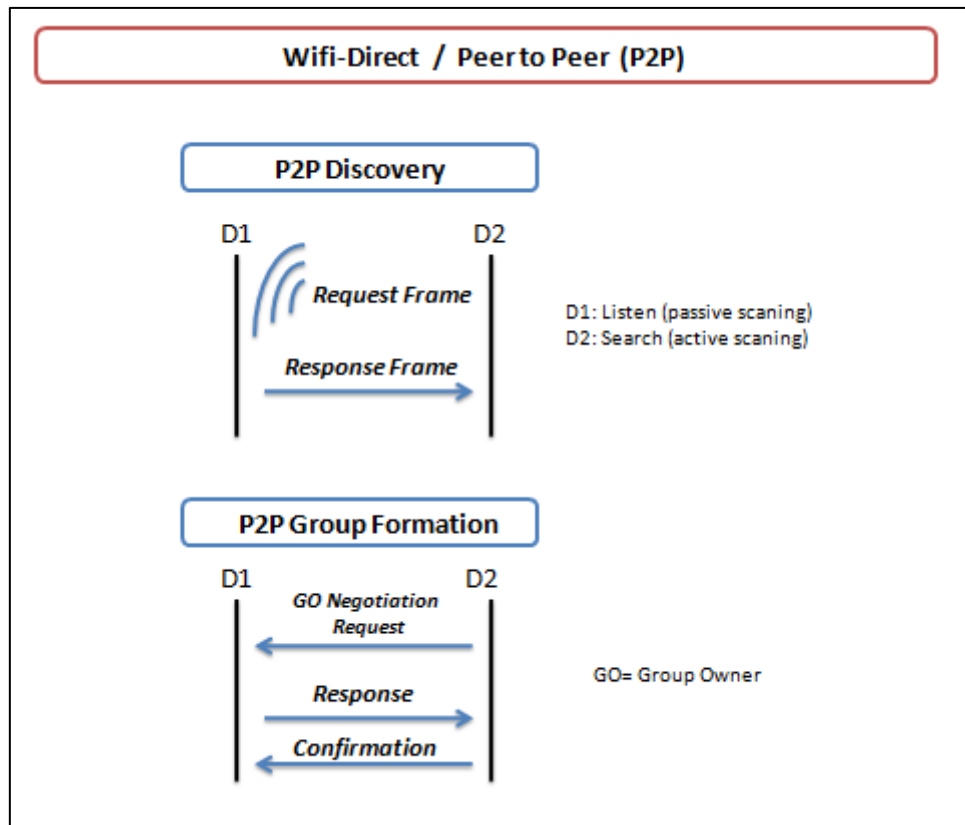 Wifi-Direct / Peer to Peer (P2P)
P2P Discovery
D1
D2
Request Frame
Response Frame
D1: Listen (passive scaning)
D2: Search (active scaning)
P2P Group Formation
D1
D2
GO Negotiation
Request
Response
Confirmation
GO= Group Owner